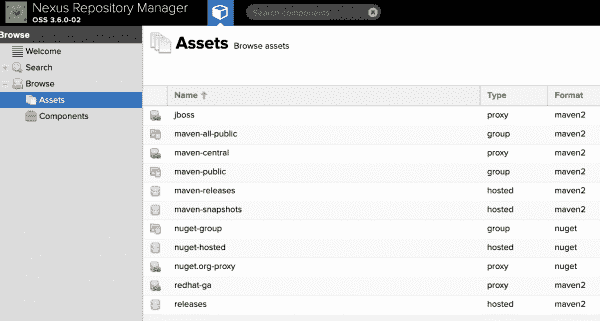 Nexus Repository Manager
OSS 3.6.0-02
Search components
Browse
Welcome
Search
Browse
Assets
Components
Assets Browse assets
Name Type Format
jboss proxy maven2
maven-all-public group maven2
maven-central proxy maven2
maven-public group maven2
maven-releases hosted maven2
maven-snapshots hosted maven2
nuget-group group nuget
nuget-hosted hosted nuget
nuget.org-proxy proxy nuget
redhat-ga proxy maven2
releases hosted maven2